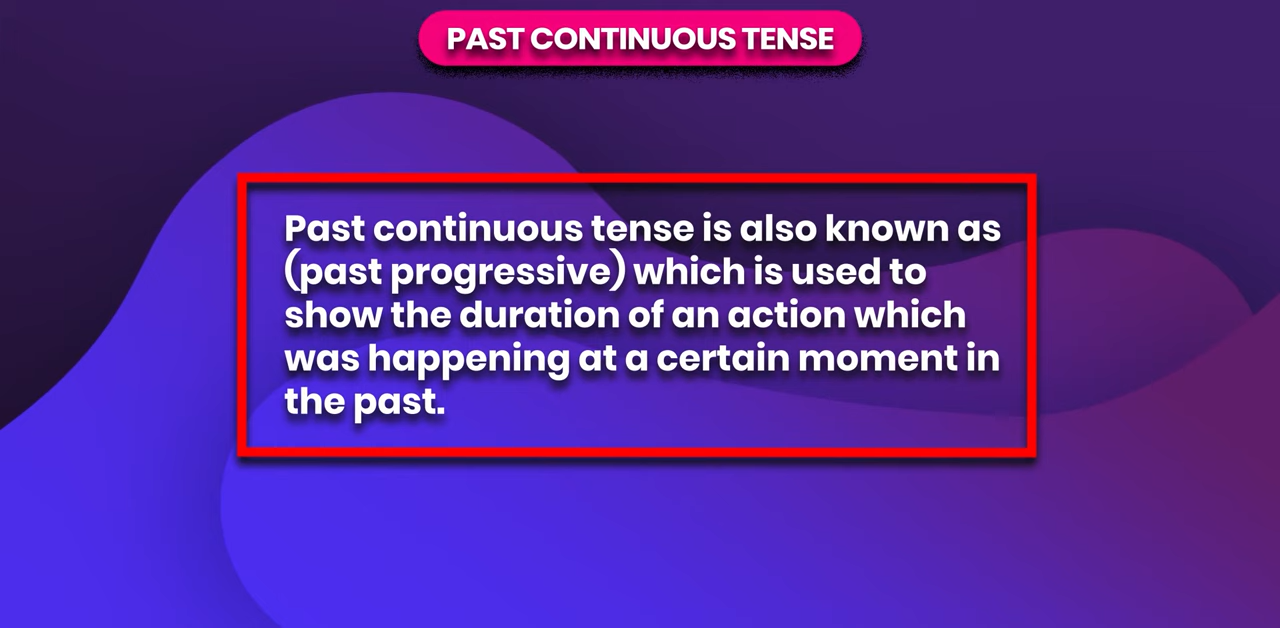 PAST CONTINUOUS TENSE
Past continuous tense is also known as
(past progressive) which is used to
show the duration of an action which
was happening at a certain moment in
the past.